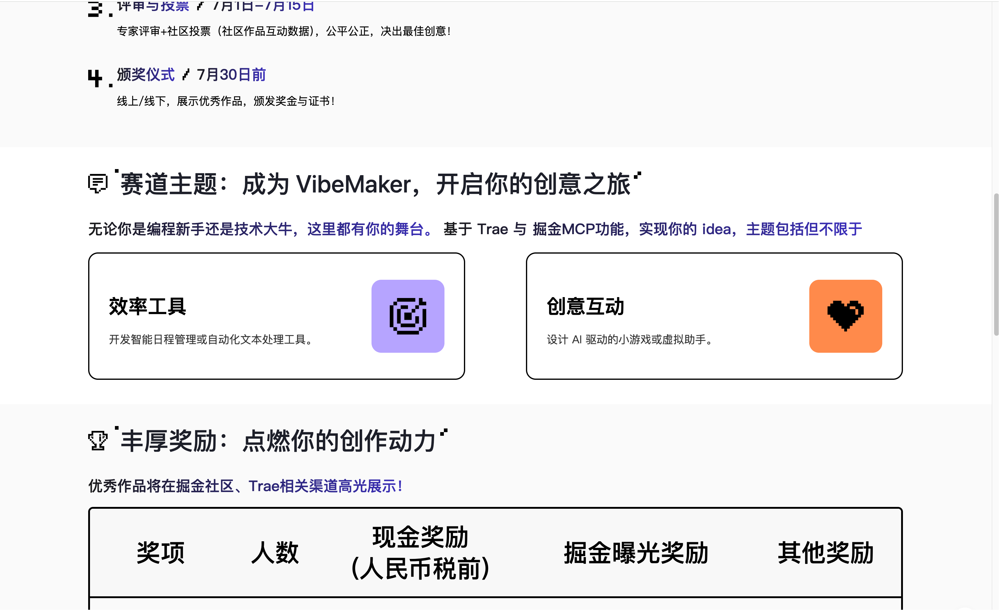 3. 评审与投票 / 7月1日-7月15日
专家评审+社区投票（社区作品互动数据），公平公正，决出最佳创意！
4. 颁奖仪式 / 7月30日前
线上/线下，展示优秀作品，颁发奖金与证书！
赛道主题：成为 VibeMaker，开启你的创意之旅
无论你是编程新手还是技术大牛，这里都有你的舞台。 基于 Trae 与 掘金MCP功能，实现你的 idea，主题包括但不限于
效率工具
开发智能日程管理或自动化文本处理工具。
创意互动
设计 AI 驱动的小游戏或虚拟助手。
丰厚奖励：点燃你的创作动力
优秀作品将在掘金社区、Trae相关渠道高光展示！
奖项
人数
现金奖励
(人民币税前)
掘金曝光奖励
其他奖励